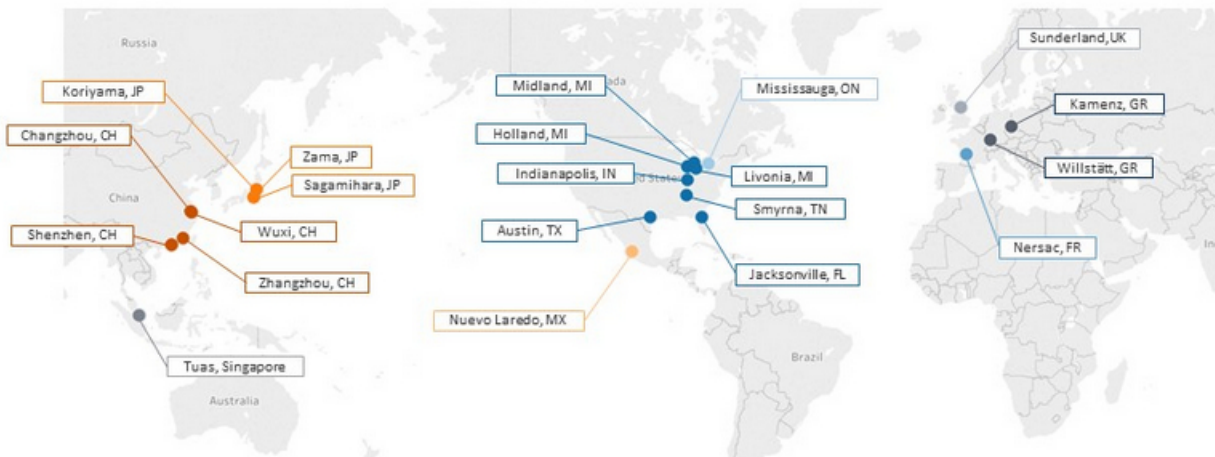 Russia
Koriyama, JP
Changzhou, CH
Zama, JP
Sagamihara, JP
China
Shenzhen, CH
Wuxi, CH
Zhangzhou, CH
Tuas, Singapore
Australia
Midland, MI
Mississauga, ON
Holland, MI
Indianapolis, IN
Livonia, MI
Smyrna, TN
Austin, TX
Jacksonville, FL
Nuevo Laredo, MX
Brazil
Sunderland, UK
Kamenz, GR
Willstätt, GR
Nersac, FR